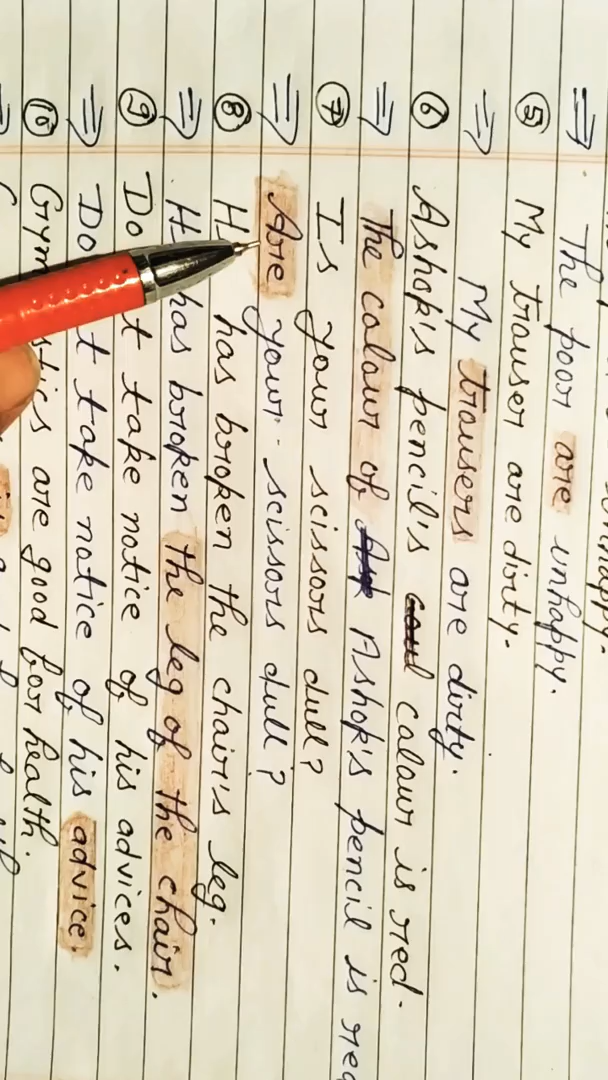 unhappy.
⇒ The poor are unhappy.
⑤ My trouser are dirty.
⇒ My trousers are dirty.
⑥ Ashok's pencil's colour is red.
⇒ The colour of Ashok's pencil is red
⑦ Is your scissors dull?
⇒ Are your scissors dull?
⑧ has broken the chair's leg.
⇒ has broken the leg of the chair.
⑨ Do take notice of his advices.
⇒ Do take notice of his advice.
⑩ are good for health.